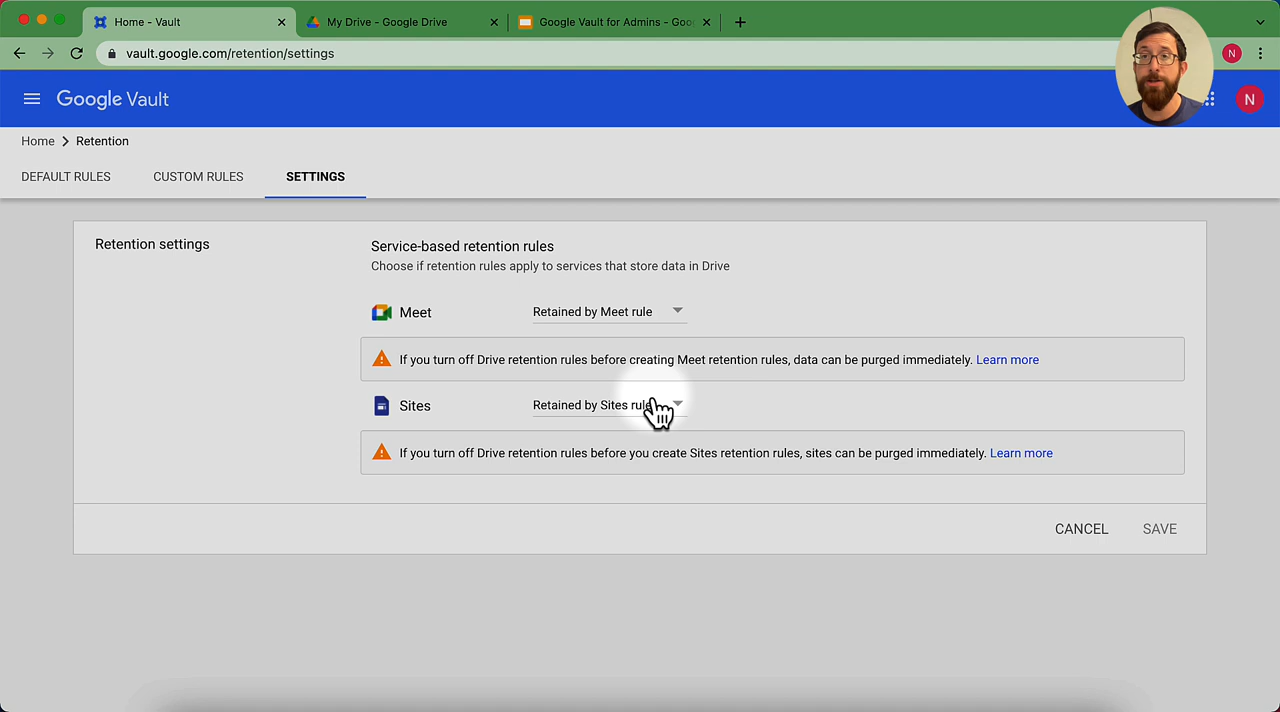 Home - Vault
My Drive - Google Drive
Google Vault for Admins - Goo
vault.google.com/retention/settings
N
Google Vault
N
Home > Retention
DEFAULT RULES
CUSTOM RULES
SETTINGS
Retention settings
Service-based retention rules
Choose if retention rules apply to services that store data in Drive
Meet
Retained by Meet rule
If you turn off Drive retention rules before creating Meet retention rules, data can be purged immediately. Learn more
Sites
Retained by Sites rule
If you turn off Drive retention rules before you create Sites retention rules, sites can be purged immediately. Learn more
CANCEL
SAVE